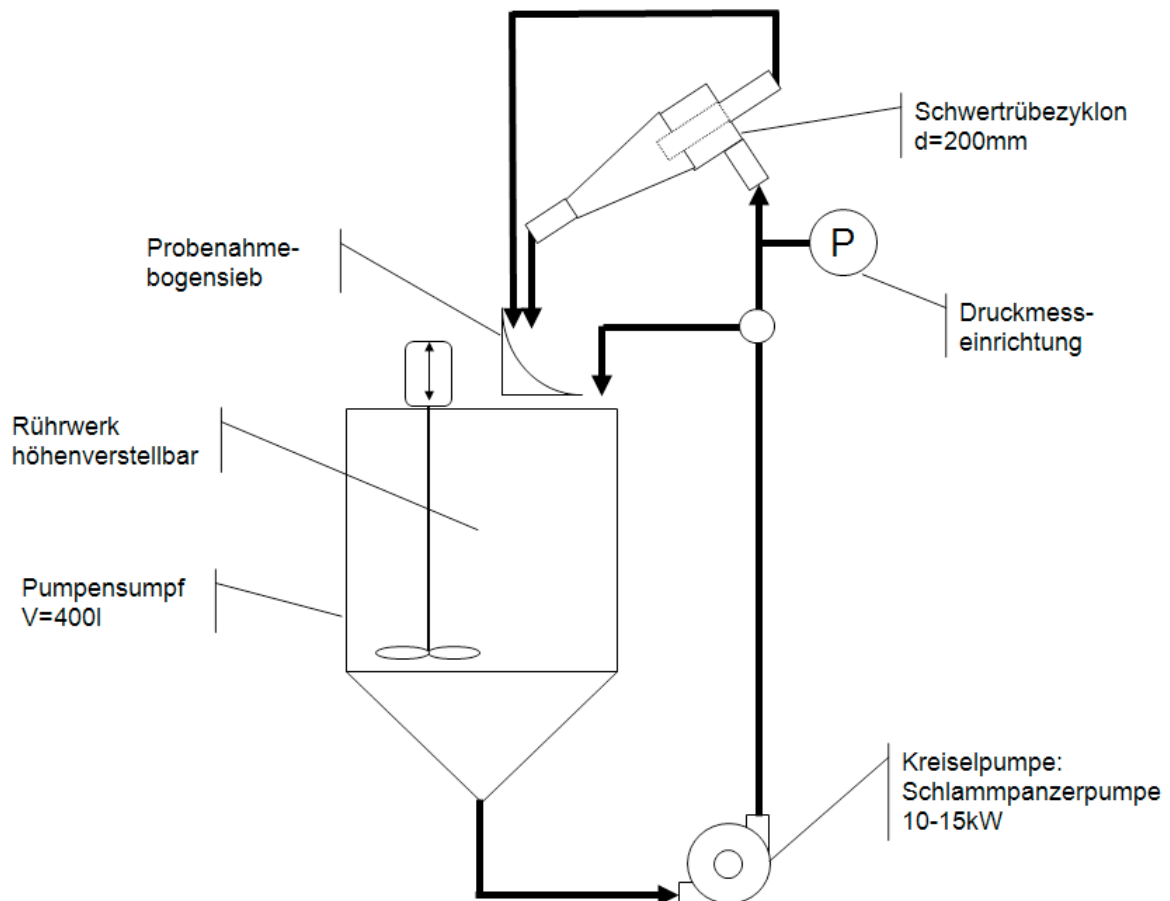 Schwertrübezyklon
d=200mm
Probenahme-
bogensieb
P
Druckmess-
einrichtung
Rührwerk
höhenverstellbar
Pumpensumpf
V=400l
Kreiselpumpe:
Schlammpanzerpumpe
10-15kW